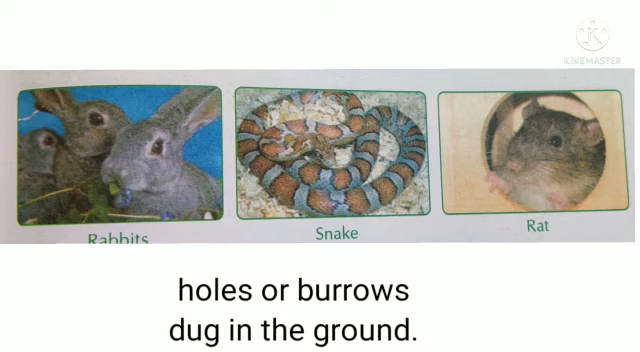 KINEMASTER
Rabbits
Snake
Rat
holes or burrows
dug in the ground.